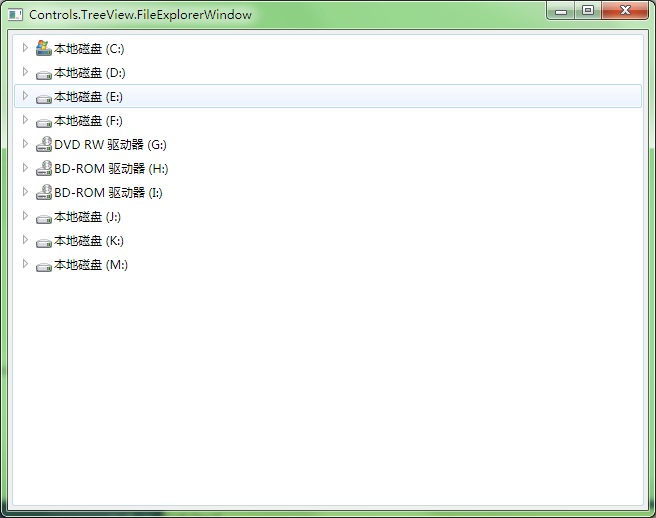 Controls.TreeView.FileExplorerWindow
本地磁盘 (C:)
本地磁盘 (D:)
本地磁盘 (E:)
本地磁盘 (F:)
DVD RW 驱动器 (G:)
BD-ROM 驱动器 (H:)
BD-ROM 驱动器 (I:)
本地磁盘 (J:)
本地磁盘 (K:)
本地磁盘 (M:)